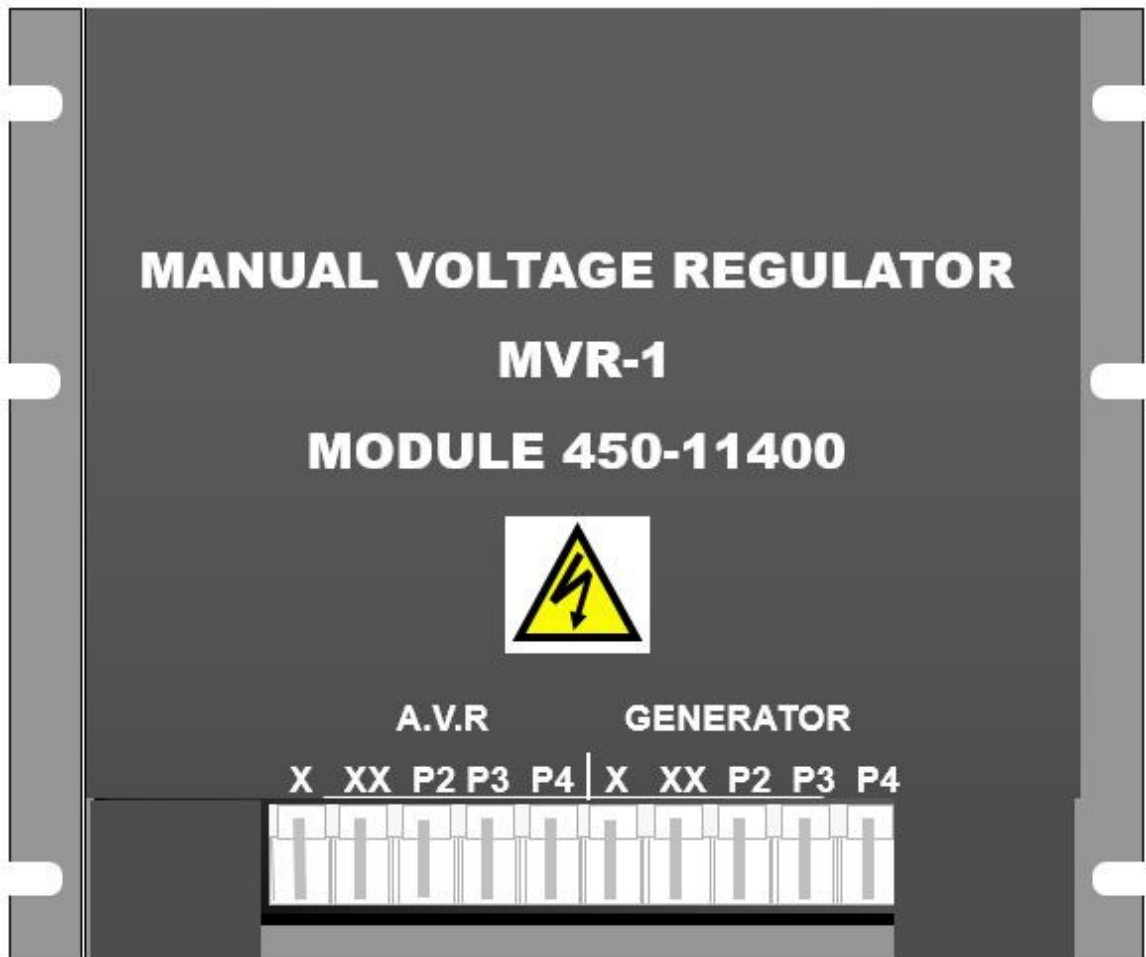 MANUAL VOLTAGE REGULATOR
MVR-1
MODULE 450-11400
A.V.R GENERATOR
X XX P2 P3 P4 X XX P2 P3 P4